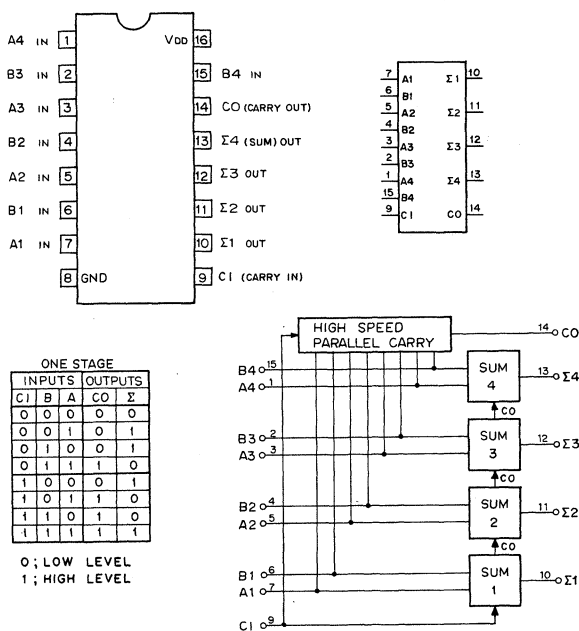 A4 IN 1
B3 IN 2
A3 IN 3
B2 IN 4
A2 IN 5
B1 IN 6
A1 IN 7
8 GND
VDD 16
15 B4 IN
14 CO (CARRY OUT)
13 Σ4 (SUM) OUT
12 Σ3 OUT
11 Σ2 OUT
10 Σ1 OUT
9 CI (CARRY IN)
7 A1 Σ1 10
6 B1
5 A2 Σ2 11
4 B2
3 A3 Σ3 12
2 B3
1 A4 Σ4 13
15 B4
9 CI CO 14
ONE STAGE
INPUTS OUTPUTS
CI B A CO Σ
0 0 0 0 0
0 0 1 0 1
0 1 0 0 1
0 1 1 1 0
1 0 0 0 1
1 0 1 1 0
1 1 0 1 0
1 1 1 1 1
0; LOW LEVEL
1; HIGH LEVEL
HIGH SPEED
PARALLEL CARRY
14 CO
B4 15
A4 1
SUM
4
13 Σ4
CO
B3 2
A3 3
SUM
3
12 Σ3
CO
B2 4
A2 5
SUM
2
11 Σ2
CO
B1 6
A1 7
SUM
1
10 Σ1
CI 9